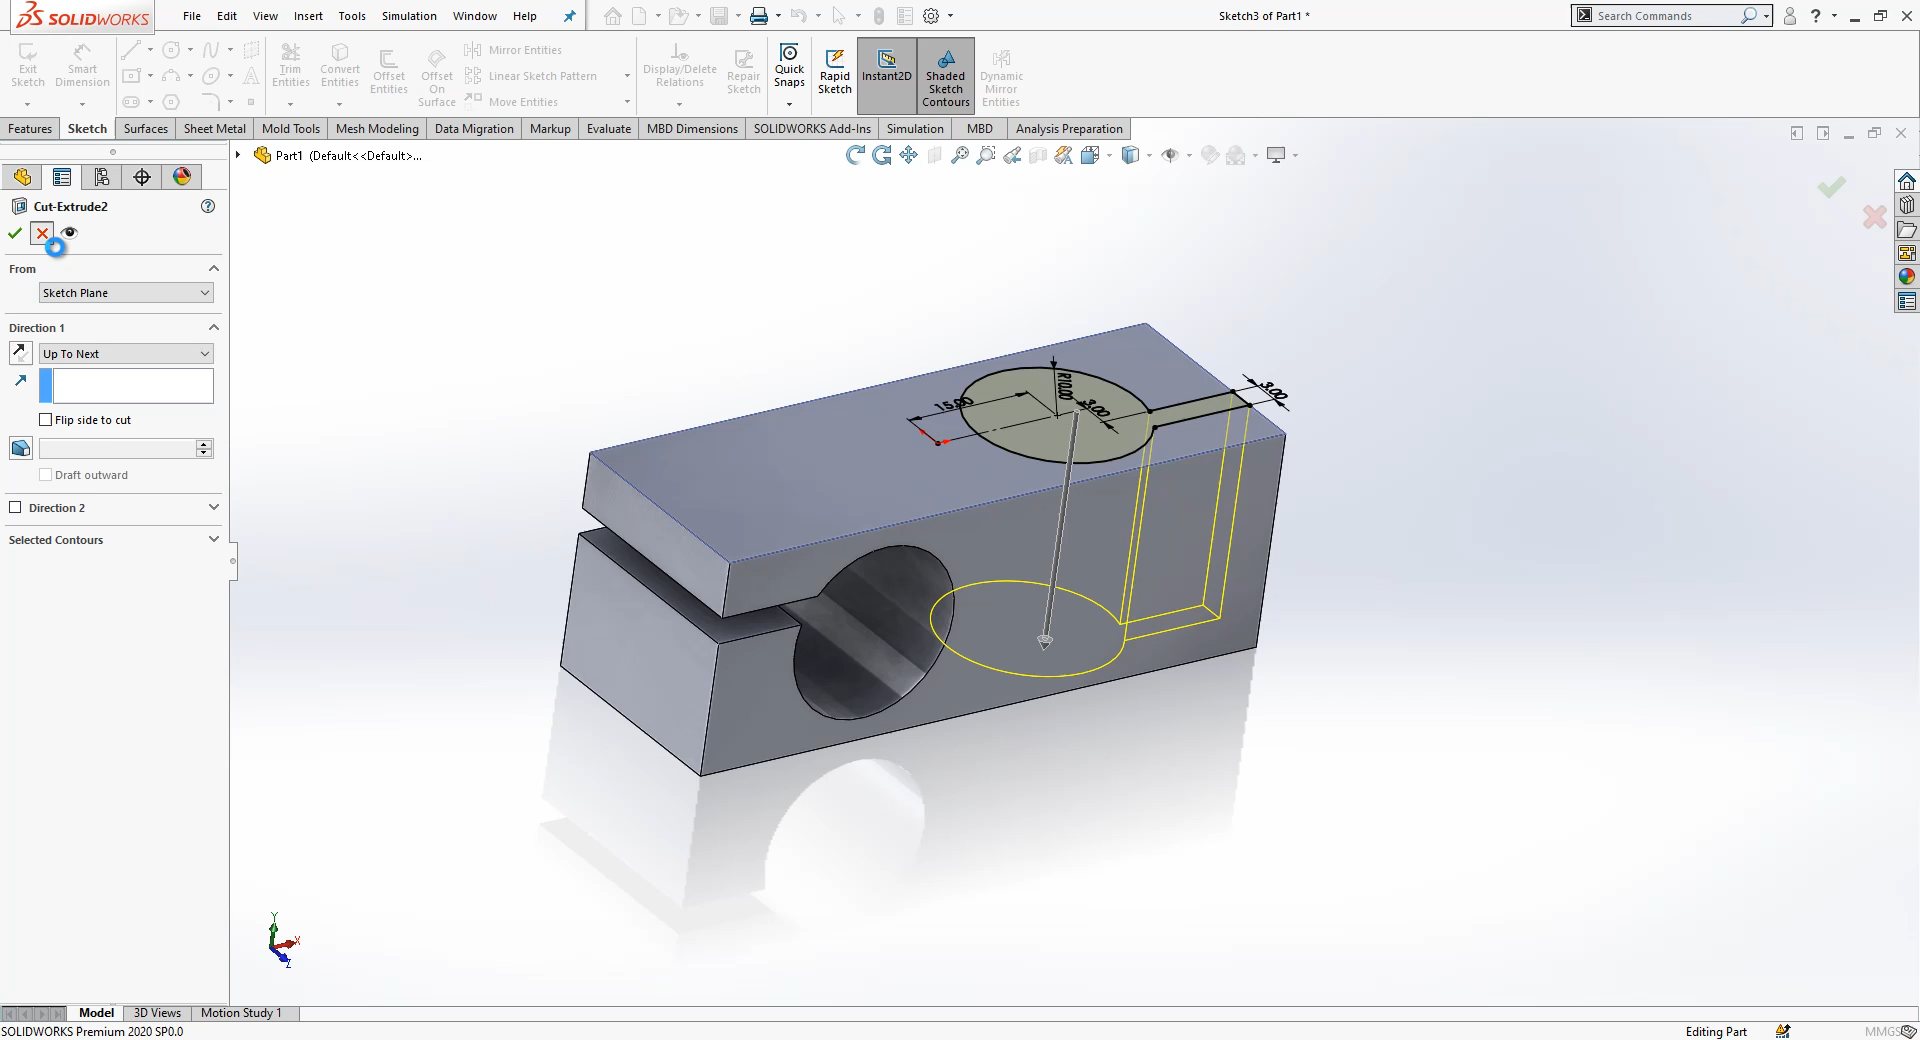 SOLIDWORKS
File Edit View Insert Tools Simulation Window Help
Sketch3 of Part1 *
Search Commands
?
Exit Sketch
Smart Dimension
Trim Entities
Convert Entities
Offset Entities
Offset On Surface
Mirror Entities
Linear Sketch Pattern
Move Entities
Display/Delete Relations
Repair Sketch
Quick Snaps
Rapid Sketch
Instant2D
Shaded Sketch Contours
Dynamic Mirror Entities
Features Sketch Surfaces Sheet Metal Mold Tools Mesh Modeling Data Migration Markup Evaluate MBD Dimensions SOLIDWORKS Add-Ins Simulation MBD Analysis Preparation
Part1 (Default<<Default>...
Cut-Extrude2
?
From
Sketch Plane
Direction 1
Up To Next
Flip side to cut
Draft outward
Direction 2
Selected Contours
15.00
R10.00
3.00
3.00
Y
X
Z
Model 3D Views Motion Study 1
SOLIDWORKS Premium 2020 SP0.0
Editing Part
MMGS